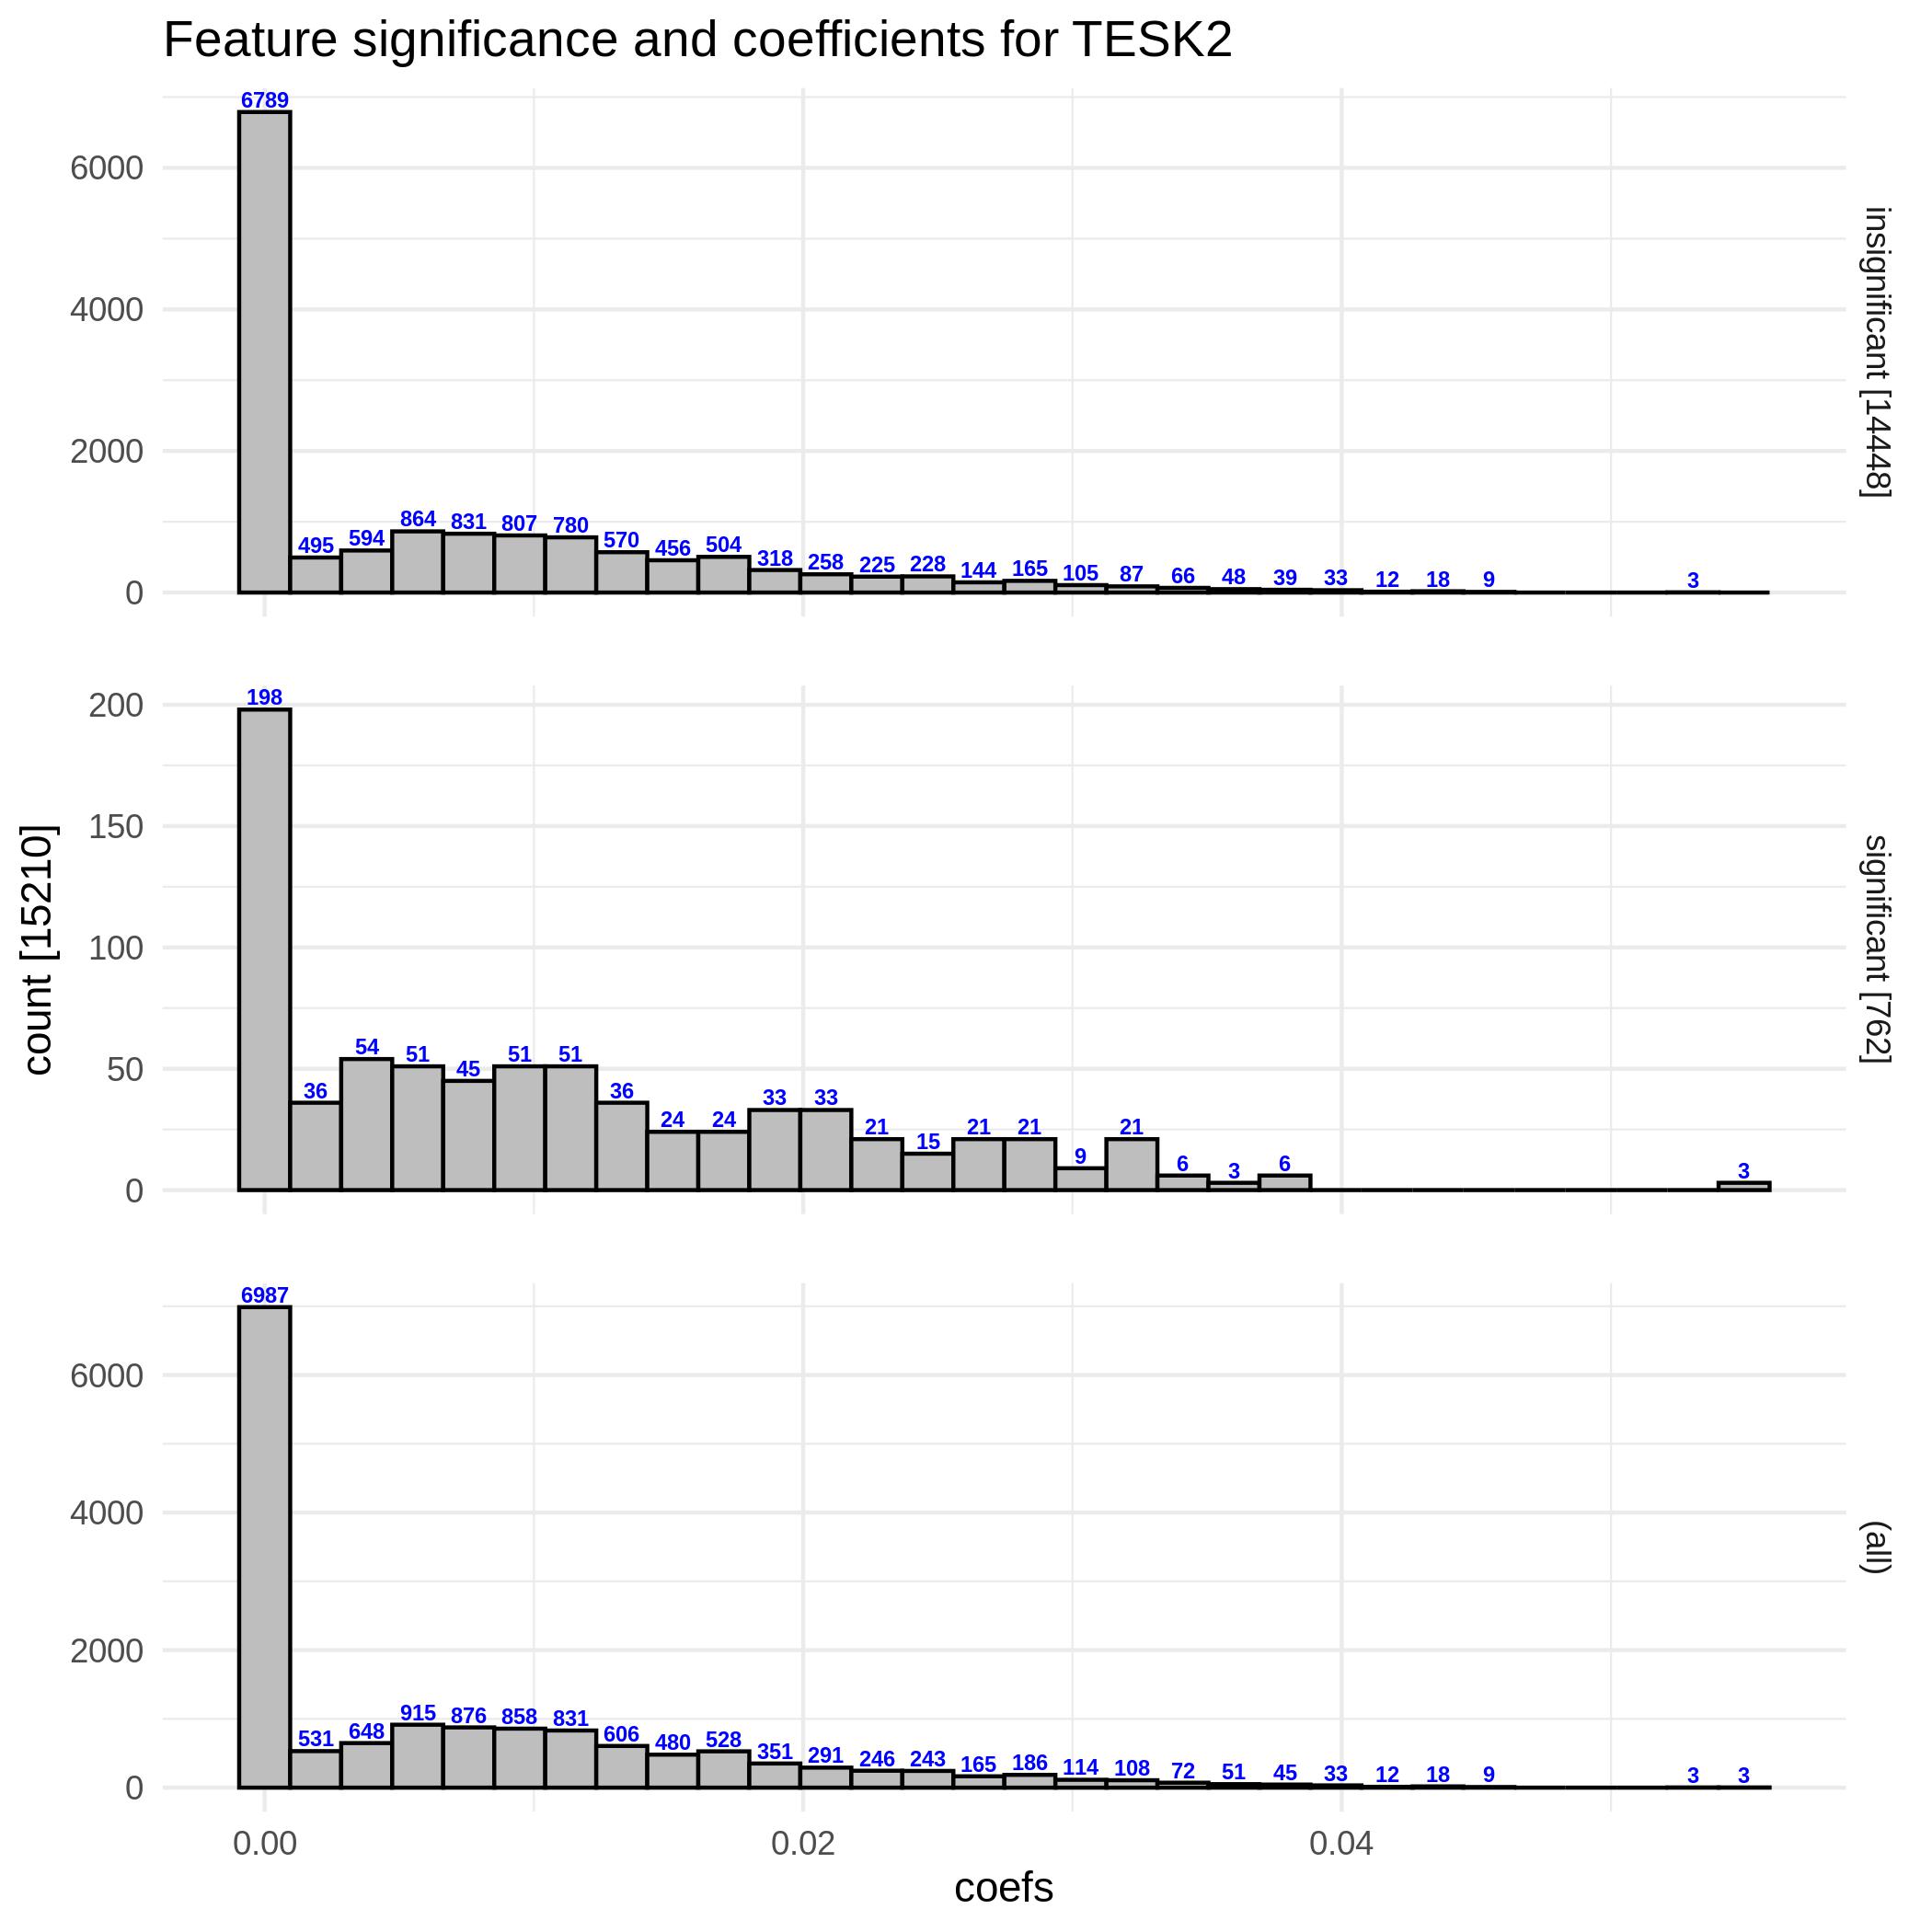 Feature significance and coefficients for TESK2
6789
6000
4000
2000
0
495 594 864 831 807 780 570 456 504 318 258 225 228 144 165 105 87 66 48 39 33 12 18 9 3
insignificant [14448]
count [15210]
198
200
150
100
50
0
36 54 51 45 51 51 36 24 24 33 33 21 15 21 21 9 21 6 3 6 3
significant [762]
6987
6000
4000
2000
0
531 648 915 876 858 831 606 480 528 351 291 246 243 165 186 114 108 72 51 45 33 12 18 9 3 3
(all)
0.00 0.02 0.04
coefs